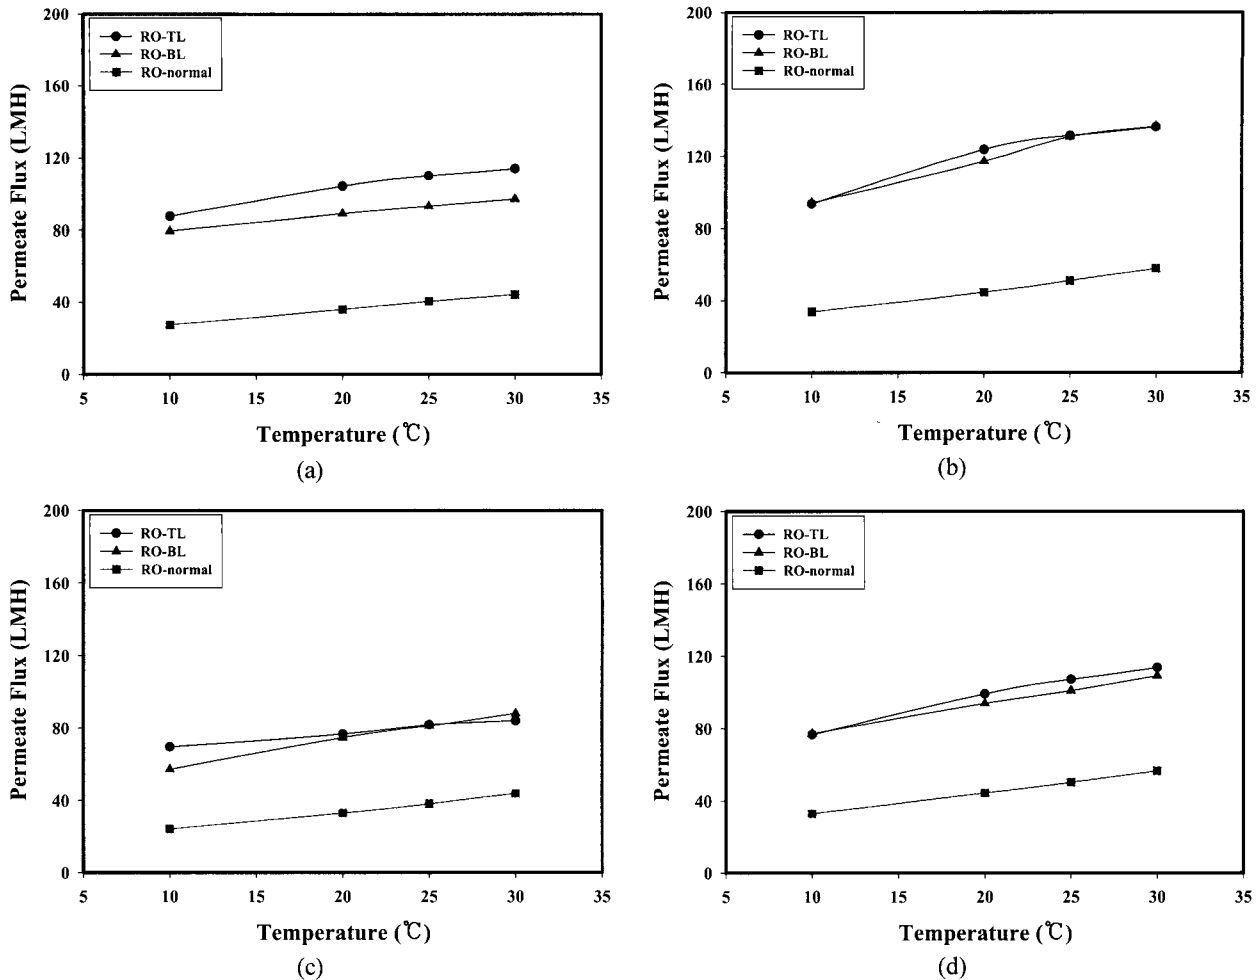 200
160
120
80
40
0
Permeate Flux (LMH)
RO-TL
RO-BL
RO-normal
5 10 15 20 25 30 35
Temperature (℃)
(a)
200
160
120
80
40
0
Permeate Flux (LMH)
RO-TL
RO-BL
RO-normal
5 10 15 20 25 30 35
Temperature (℃)
(b)
200
160
120
80
40
0
Permeate Flux (LMH)
RO-TL
RO-BL
RO-normal
5 10 15 20 25 30 35
Temperature (℃)
(c)
200
160
120
80
40
0
Permeate Flux (LMH)
RO-TL
RO-BL
RO-normal
5 10 15 20 25 30 35
Temperature (℃)
(d)